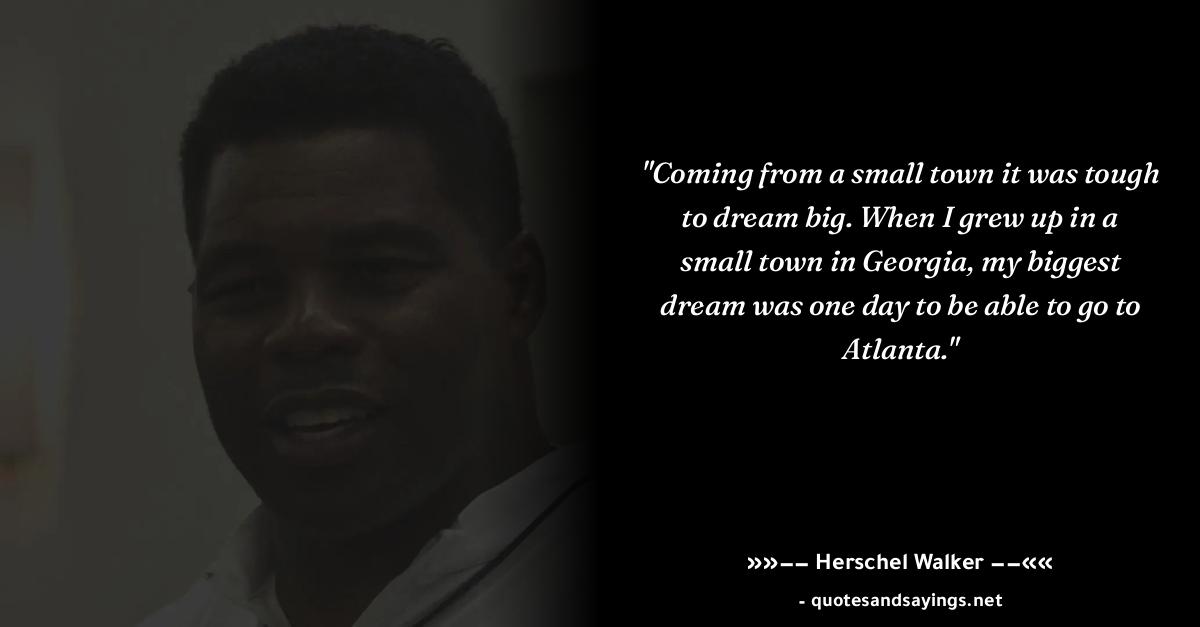 "Coming from a small town it was tough
to dream big. When I grew up in a
small town in Georgia, my biggest
dream was one day to be able to go to
Atlanta."
»»−− Herschel Walker −−««
- quotesandsayings.net